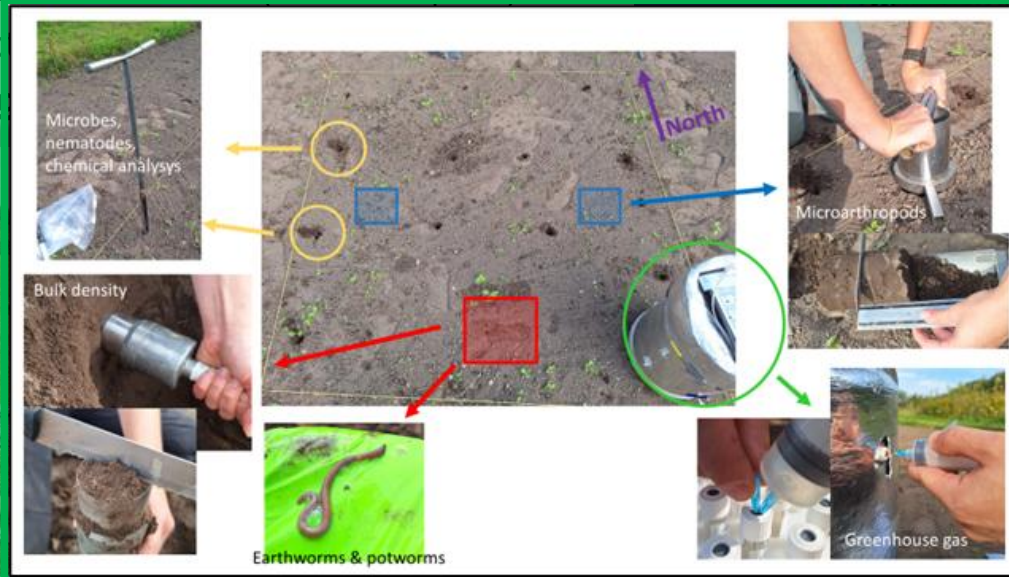 Microbes,
nematodes,
chemical analysys
North
Microarthropods
Bulk density
Earthworms & potworms
Greenhouse gas